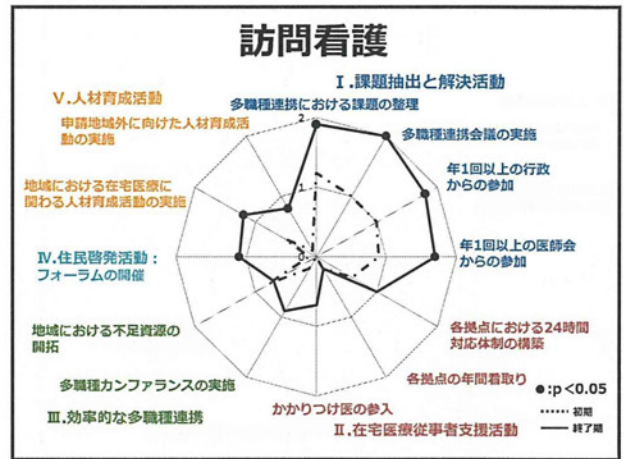 訪問看護
Ⅰ.課題抽出と解決活動
多職種連携における課題の整理
多職種連携会議の実施
年1回以上の行政
からの参加
年1回以上の医師会
からの参加
各拠点における24時間
対応体制の構築
各拠点の年間看取り
Ⅱ.在宅医療従事者支援活動
かかりつけ医の参入
Ⅲ.効率的な多職種連携
多職種カンファランスの実施
地域における不足資源の
開拓
Ⅳ.住民啓発活動：
フォーラムの開催
Ⅴ.人材育成活動
申請地域外に向けた人材育成活
動の実施
地域における在宅医療に
関わる人材育成活動の実施
2
1
0
●:p<0.05
初期
終了期